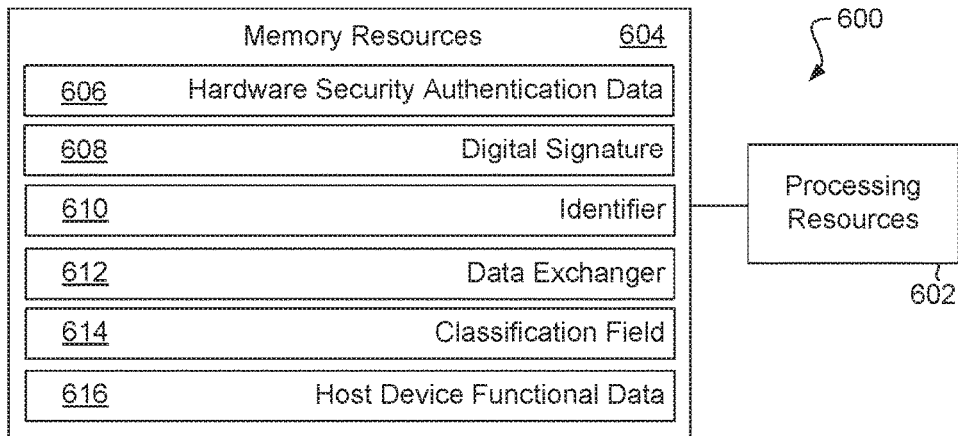 Memory Resources 604
600
606 Hardware Security Authentication Data
608 Digital Signature
610 Identifier
612 Data Exchanger
614 Classification Field
616 Host Device Functional Data
Processing
Resources
602